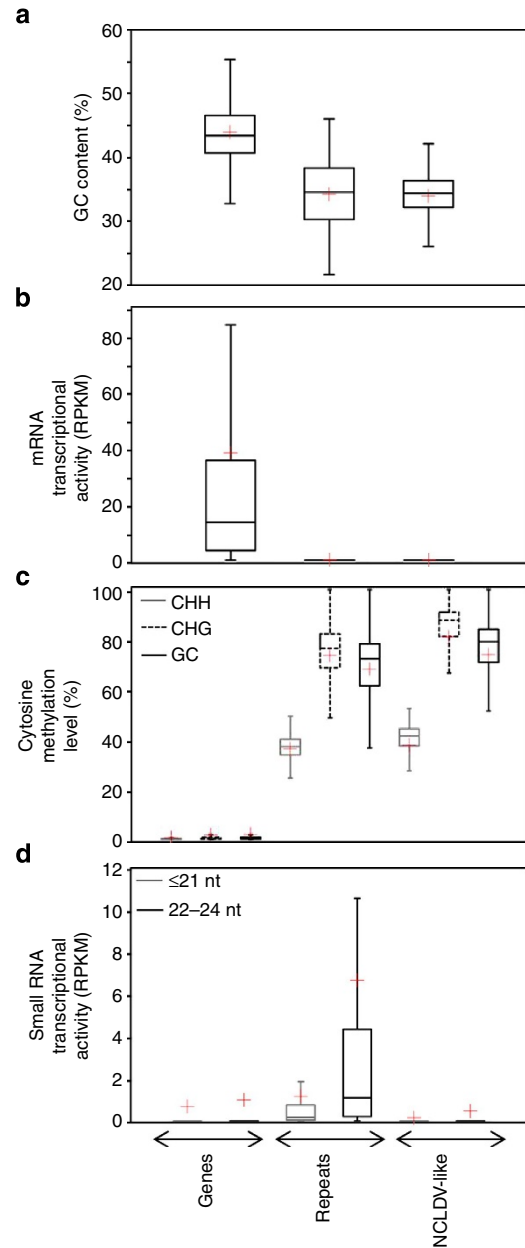 a
60
50
40
30
20
GC content (%)
b
80
60
40
20
0
mRNA
transcriptional
activity (RPKM)
c
100
80
60
40
20
0
Cytosine
methylation
level (%)
CHH
CHG
GC
d
12
10
8
6
4
2
0
Small RNA
transcriptional
activity (RPKM)
≤21 nt
22–24 nt
Genes
Repeats
NCLDV-like